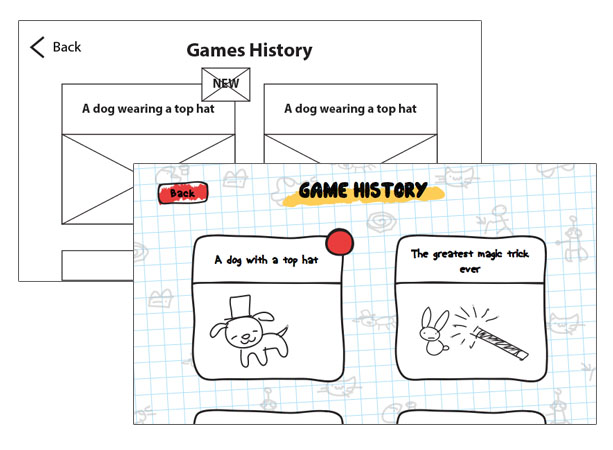 Back
Games History
NEW
A dog wearing a top hat
A dog wearing a top hat
Back
GAME HISTORY
A dog with a top hat
The greatest magic trick
ever